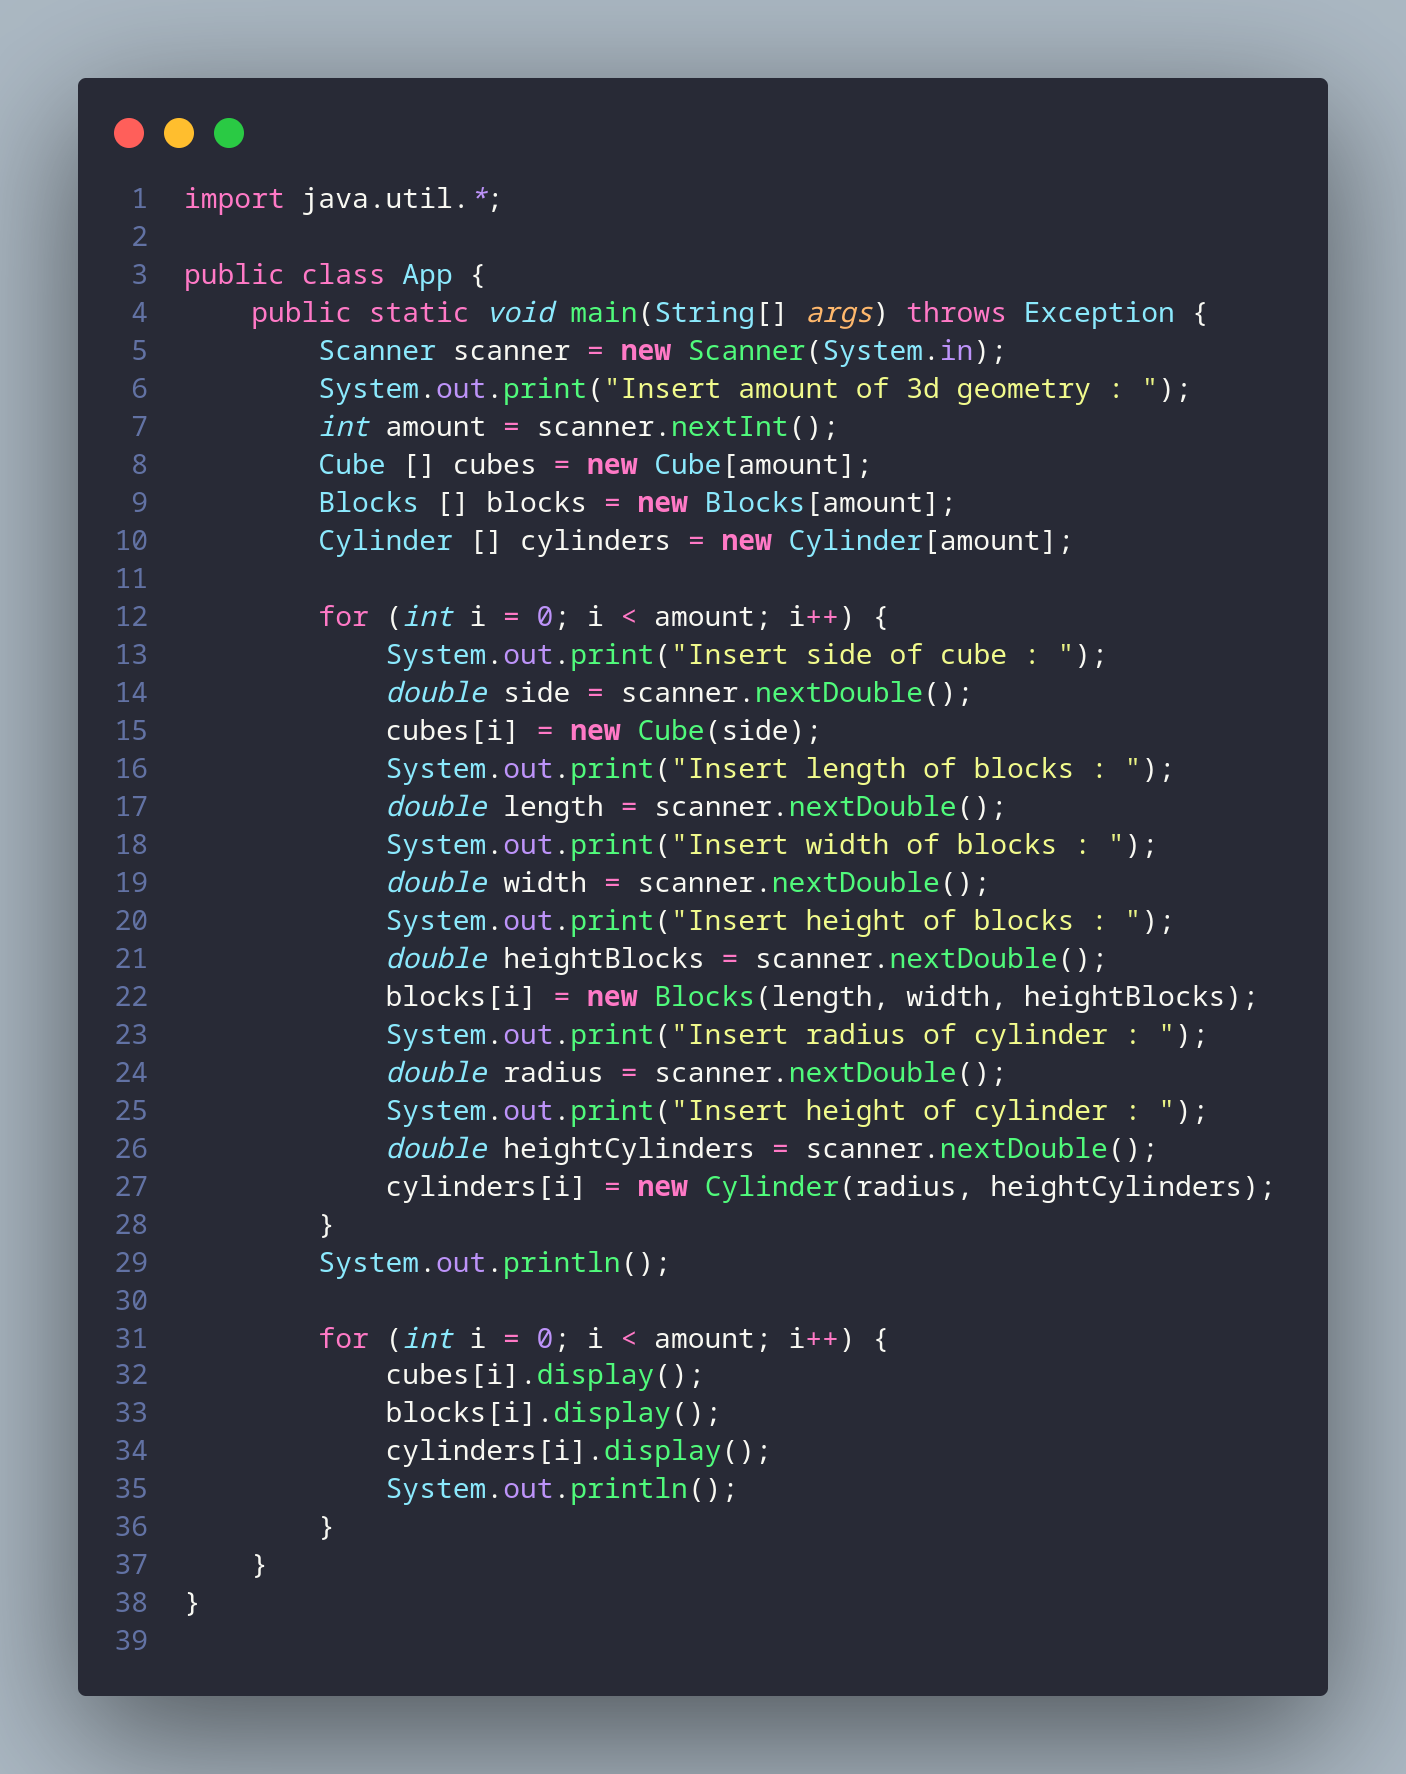 1 import java.util.*;
2
3 public class App {
4     public static void main(String[] args) throws Exception {
5         Scanner scanner = new Scanner(System.in);
6         System.out.print("Insert amount of 3d geometry : ");
7         int amount = scanner.nextInt();
8         Cube [] cubes = new Cube[amount];
9         Blocks [] blocks = new Blocks[amount];
10         Cylinder [] cylinders = new Cylinder[amount];
11
12         for (int i = 0; i < amount; i++) {
13             System.out.print("Insert side of cube : ");
14             double side = scanner.nextDouble();
15             cubes[i] = new Cube(side);
16             System.out.print("Insert length of blocks : ");
17             double length = scanner.nextDouble();
18             System.out.print("Insert width of blocks : ");
19             double width = scanner.nextDouble();
20             System.out.print("Insert height of blocks : ");
21             double heightBlocks = scanner.nextDouble();
22             blocks[i] = new Blocks(length, width, heightBlocks);
23             System.out.print("Insert radius of cylinder : ");
24             double radius = scanner.nextDouble();
25             System.out.print("Insert height of cylinder : ");
26             double heightCylinders = scanner.nextDouble();
27             cylinders[i] = new Cylinder(radius, heightCylinders);
28         }
29         System.out.println();
30
31         for (int i = 0; i < amount; i++) {
32             cubes[i].display();
33             blocks[i].display();
34             cylinders[i].display();
35             System.out.println();
36         }
37     }
38 }
39